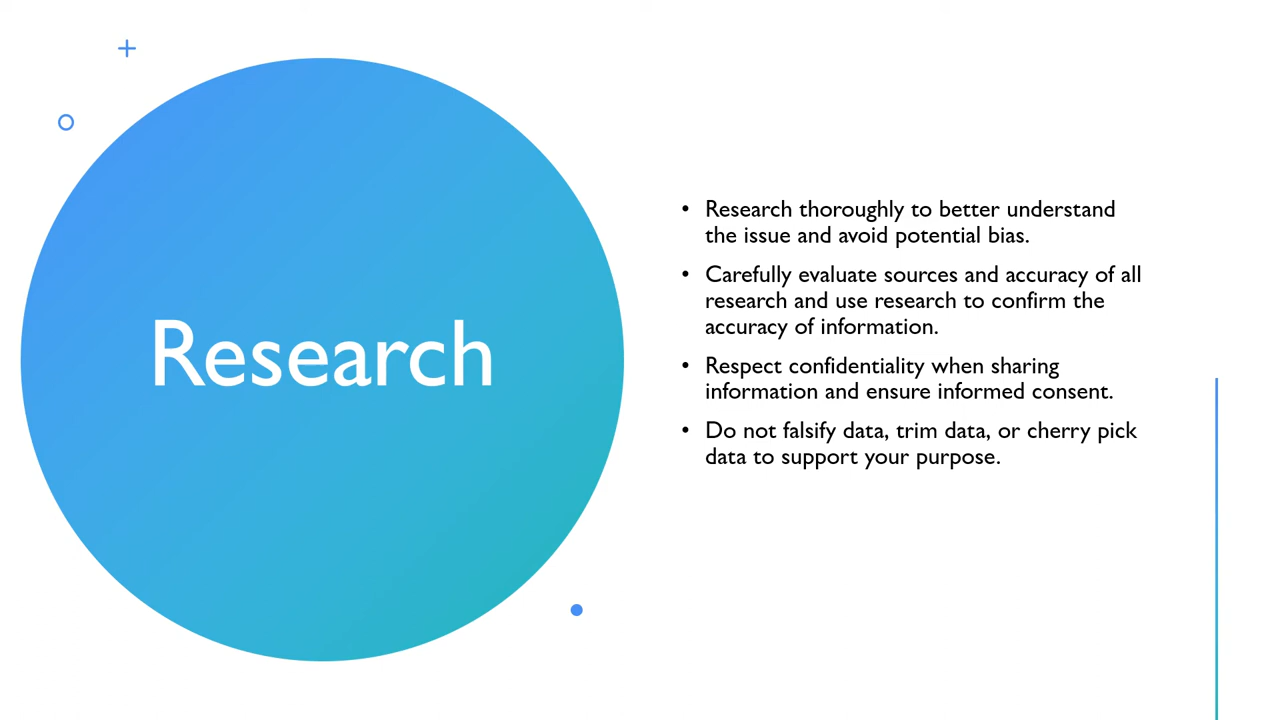 Research
• Research thoroughly to better understand
the issue and avoid potential bias.
• Carefully evaluate sources and accuracy of all
research and use research to confirm the
accuracy of information.
• Respect confidentiality when sharing
information and ensure informed consent.
• Do not falsify data, trim data, or cherry pick
data to support your purpose.